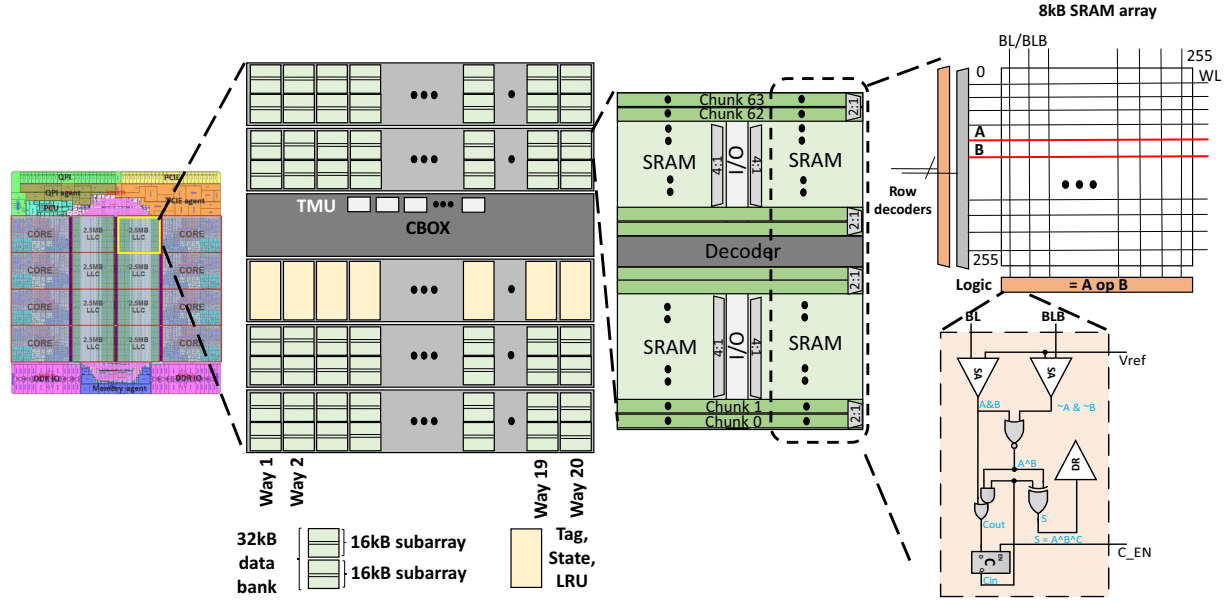 QPI
PCIE
QPI agent
PCIE agent
PCU
CORE
2.5MB
LLC
2.5MB
LLC
CORE
CORE
2.5MB
LLC
2.5MB
LLC
CORE
CORE
2.5MB
LLC
2.5MB
LLC
CORE
CORE
2.5MB
LLC
2.5MB
LLC
CORE
DDR IO
Memory agent
DDR IO
TMU
CBOX
Way 1
Way 2
Way 19
Way 20
32kB
data
bank
16kB subarray
16kB subarray
Tag,
State,
LRU
Chunk 63
2:1
Chunk 62
SRAM
4:1
I/O
4:1
SRAM
2:1
Decoder
2:1
SRAM
4:1
I/O
4:1
SRAM
Chunk 1
2:1
Chunk 0
8kB SRAM array
BL/BLB
255
0
WL
A
B
Row
decoders
255
Logic
= A op B
BL
BLB
Vref
SA
SA
A&B
~A & ~B
A^B
DR
S
Cout
S = A^B^C
C_EN
EN
C
D
Q
Cin